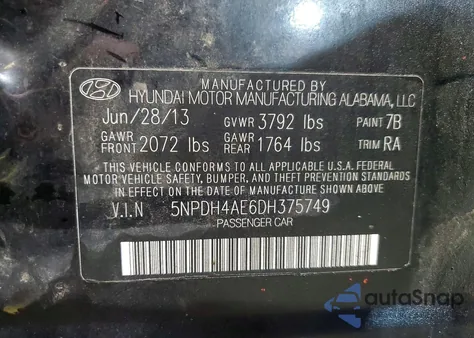 MANUFACTURED BY
HYUNDAI MOTOR MANUFACTURING ALABAMA, LLC
Jun/28/13 GVWR 3792 lbs PAINT 7B
GAWR FRONT 2072 lbs GAWR REAR 1764 lbs TRIM RA
THIS VEHICLE CONFORMS TO ALL APPLICABLE U.S.A. FEDERAL
MOTOR VEHICLE SAFETY, BUMPER, AND THEFT PREVENTION STANDARDS
IN EFFECT ON THE DATE OF MANUFACTURE SHOWN ABOVE
V.I.N 5NPDH4AE6DH375749
PASSENGER CAR
autoSnap